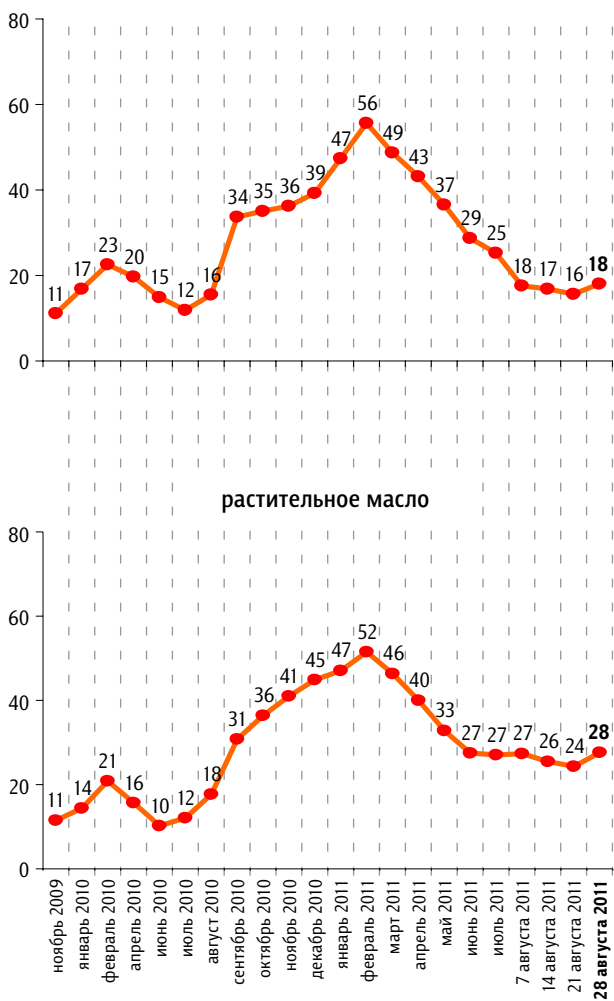 80
60
40
20
0
11 17 23 20 15 12 16 34 35 36 39 47 56 49 43 37 29 25 18 17 16 18
растительное масло
80
60
40
20
0
11 14 21 16 10 12 18 31 36 41 45 47 52 46 40 33 27 27 27 26 24 28
ноябрь 2009
январь 2010
февраль 2010
апрель 2010
июнь 2010
июль 2010
август 2010
сентябрь 2010
октябрь 2010
ноябрь 2010
декабрь 2010
январь 2011
февраль 2011
март 2011
апрель 2011
май 2011
июнь 2011
июль 2011
7 августа 2011
14 августа 2011
21 августа 2011
28 августа 2011